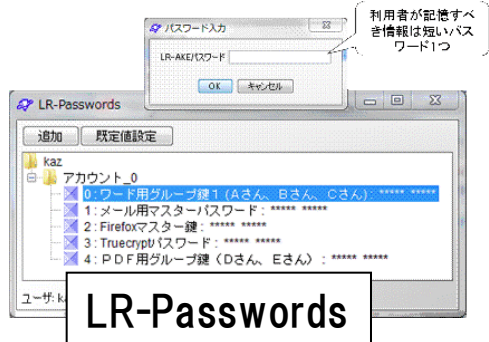 パスワード入力
利用者が記憶すべ
き情報は短いパス
ワード1つ
LR-AKEパスワード
OK キャンセル
LR-Passwords
追加 既定値設定
kaz
アカウント_0
0:ワード用グループ鍵1(Aさん、Bさん、Cさん): ***** *****
1:メール用マスターパスワード: ***** *****
2:Firefoxマスター鍵: ***** *****
3:Truecryptパスワード: ***** *****
4:PDF用グループ鍵(Dさん、Eさん): ***** *****
ユーザ:
LR-Passwords